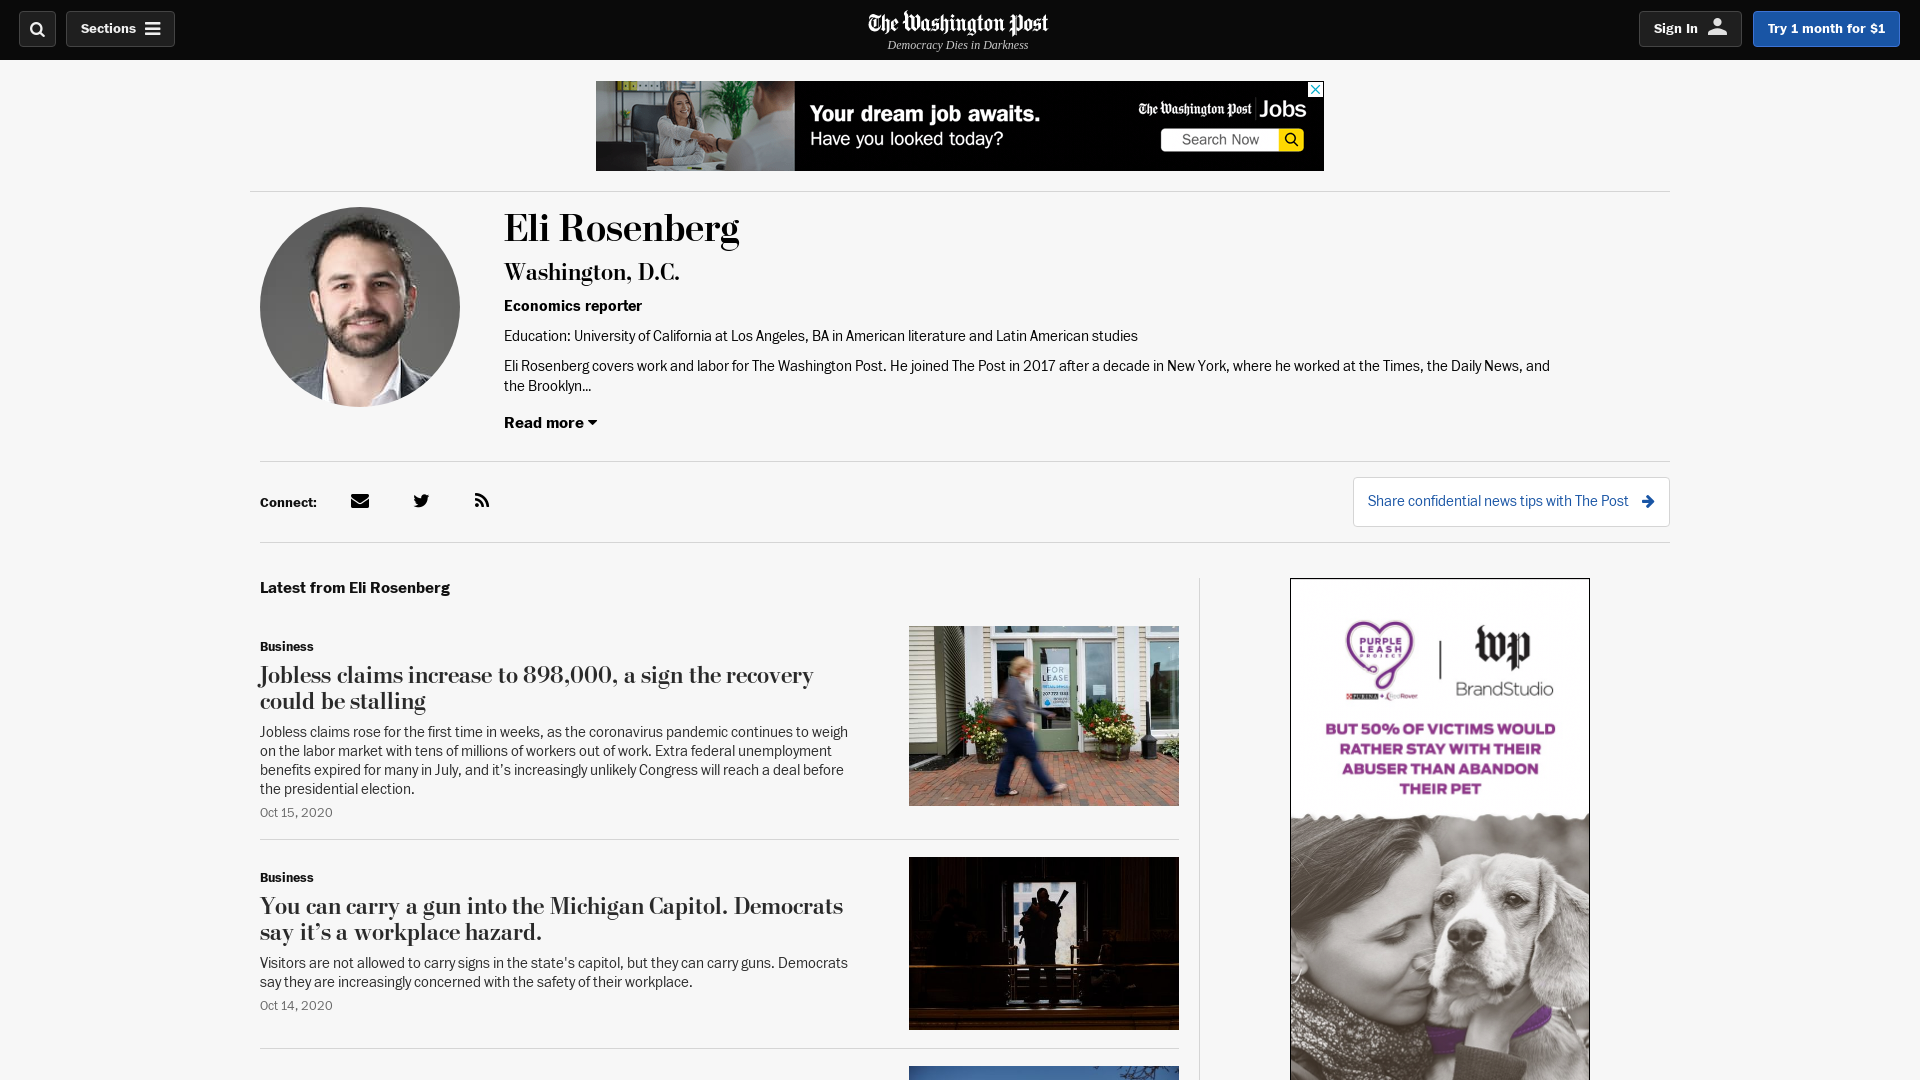 Sections
The Washington Post
Democracy Dies in Darkness
Sign In
Try 1 month for $1
Your dream job awaits.
Have you looked today?
The Washington Post Jobs
Search Now
Eli Rosenberg
Washington, D.C.
Economics reporter
Education: University of California at Los Angeles, BA in American literature and Latin American studies
Eli Rosenberg covers work and labor for The Washington Post. He joined The Post in 2017 after a decade in New York, where he worked at the Times, the Daily News, and
the Brooklyn...
Read more
Connect:
Share confidential news tips with The Post
Latest from Eli Rosenberg
Business
Jobless claims increase to 898,000, a sign the recovery
could be stalling
Jobless claims rose for the first time in weeks, as the coronavirus pandemic continues to weigh
on the labor market with tens of millions of workers out of work. Extra federal unemployment
benefits expired for many in July, and it’s increasingly unlikely Congress will reach a deal before
the presidential election.
Oct 15, 2020
FOR
LEASE
Business
You can carry a gun into the Michigan Capitol. Democrats
say it’s a workplace hazard.
Visitors are not allowed to carry signs in the state's capitol, but they can carry guns. Democrats
say they are increasingly concerned with the safety of their workplace.
Oct 14, 2020
PURPLE
LEASH
PROJECT
PURINA + RedRover
wp
BrandStudio
BUT 50% OF VICTIMS WOULD
RATHER STAY WITH THEIR
ABUSER THAN ABANDON
THEIR PET